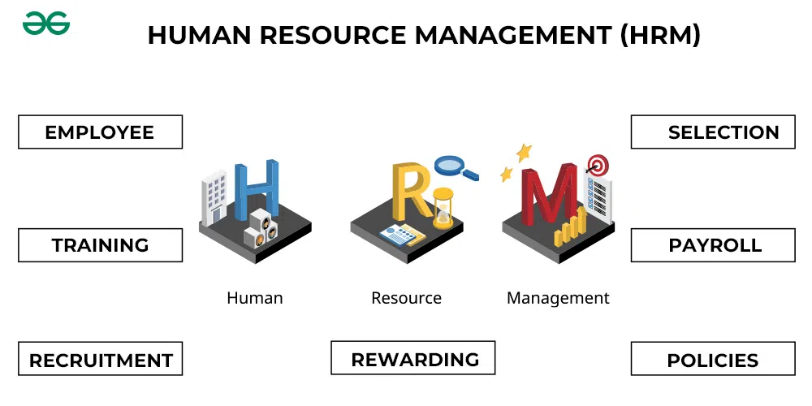 HUMAN RESOURCE MANAGEMENT (HRM)
EMPLOYEE
SELECTION
H
R
M
TRAINING
PAYROLL
Human
Resource
Management
RECRUITMENT
REWARDING
POLICIES